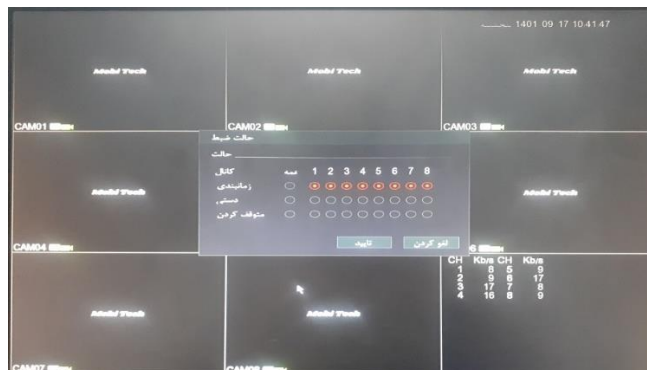 1401 09 17 10:41:47
Mobi Tech
Mobi Tech
Mobi Tech
CAM01
CAM02
CAM03
حالت ضبط
حالت
کانال همه 1 2 3 4 5 6 7 8
زمانبندی
دستی
متوقف کردن
تایید لغو کردن
Mobi Tech
Mobi Tech
CAM04
6
CH Kb/s CH Kb/s
1 8 5 9
2 9 6 17
3 17 7 8
4 16 8 9
Mobi Tech
Mobi Tech
CAM07
CAM08